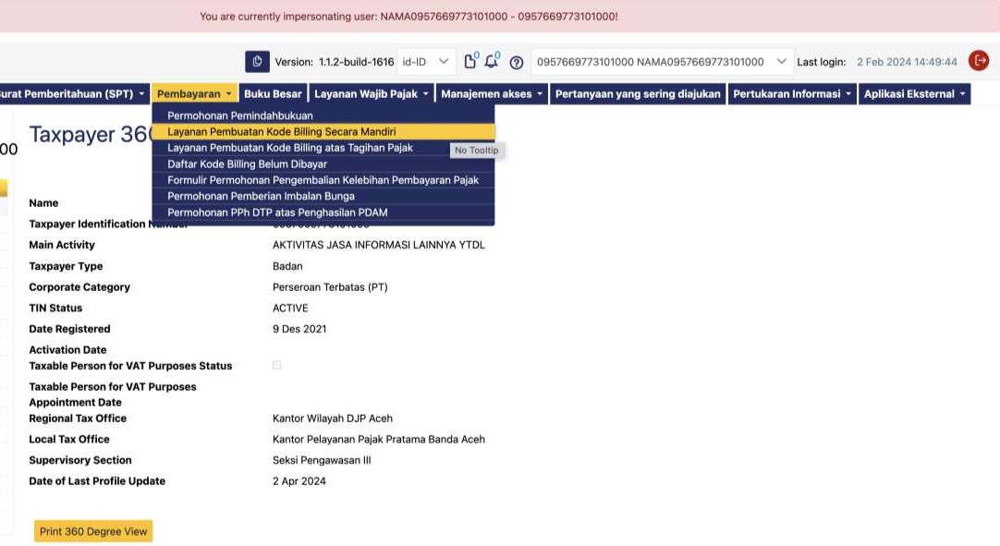 You are currently impersonating user: NAMA0957669773101000 - 0957669773101000!
Version: 1.1.2-build-1616 id-ID 0 0 0957669773101000 NAMA0957669773101000 Last login: 2 Feb 2024 14:49:44
urat Pemberitahuan (SPT) Pembayaran Buku Besar Layanan Wajib Pajak Manajemen akses Pertanyaan yang sering diajukan Pertukaran Informasi Aplikasi Eksternal
Permohonan Pemindahbukuan
Layanan Pembuatan Kode Billing Secara Mandiri
Layanan Pembuatan Kode Billing atas Tagihan Pajak
No Tooltip
Daftar Kode Billing Belum Dibayar
Formulir Permohonan Pengembalian Kelebihan Pembayaran Pajak
Permohonan Pemberian Imbalan Bunga
Permohonan PPh DTP atas Penghasilan PDAM
00
Taxpayer 360
Name
Taxpayer Identification Number
Main Activity AKTIVITAS JASA INFORMASI LAINNYA YTDL
Taxpayer Type Badan
Corporate Category Perseroan Terbatas (PT)
TIN Status ACTIVE
Date Registered 9 Des 2021
Activation Date
Taxable Person for VAT Purposes Status
Taxable Person for VAT Purposes
Appointment Date
Regional Tax Office Kantor Wilayah DJP Aceh
Local Tax Office Kantor Pelayanan Pajak Pratama Banda Aceh
Supervisory Section Seksi Pengawasan III
Date of Last Profile Update 2 Apr 2024
Print 360 Degree View